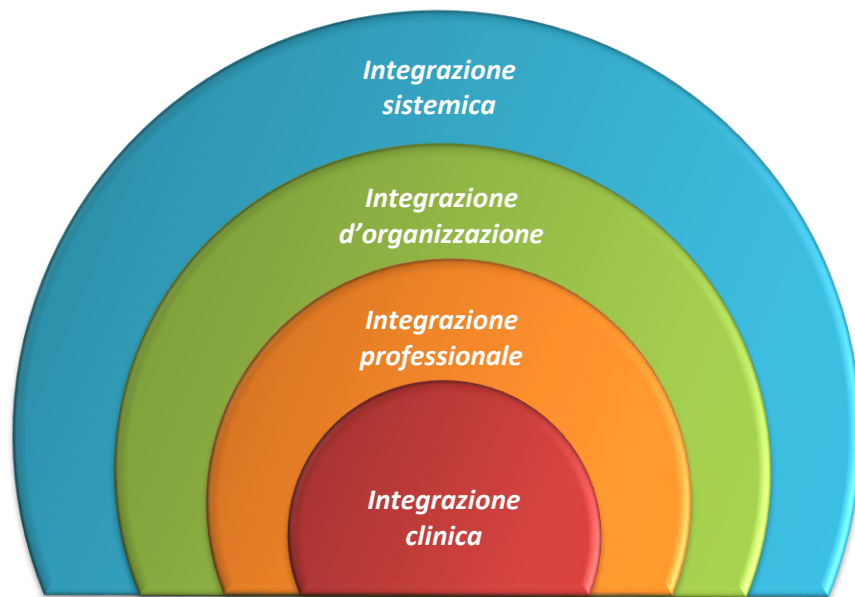 Integrazione
sistemica
Integrazione
d’organizzazione
Integrazione
professionale
Integrazione
clinica